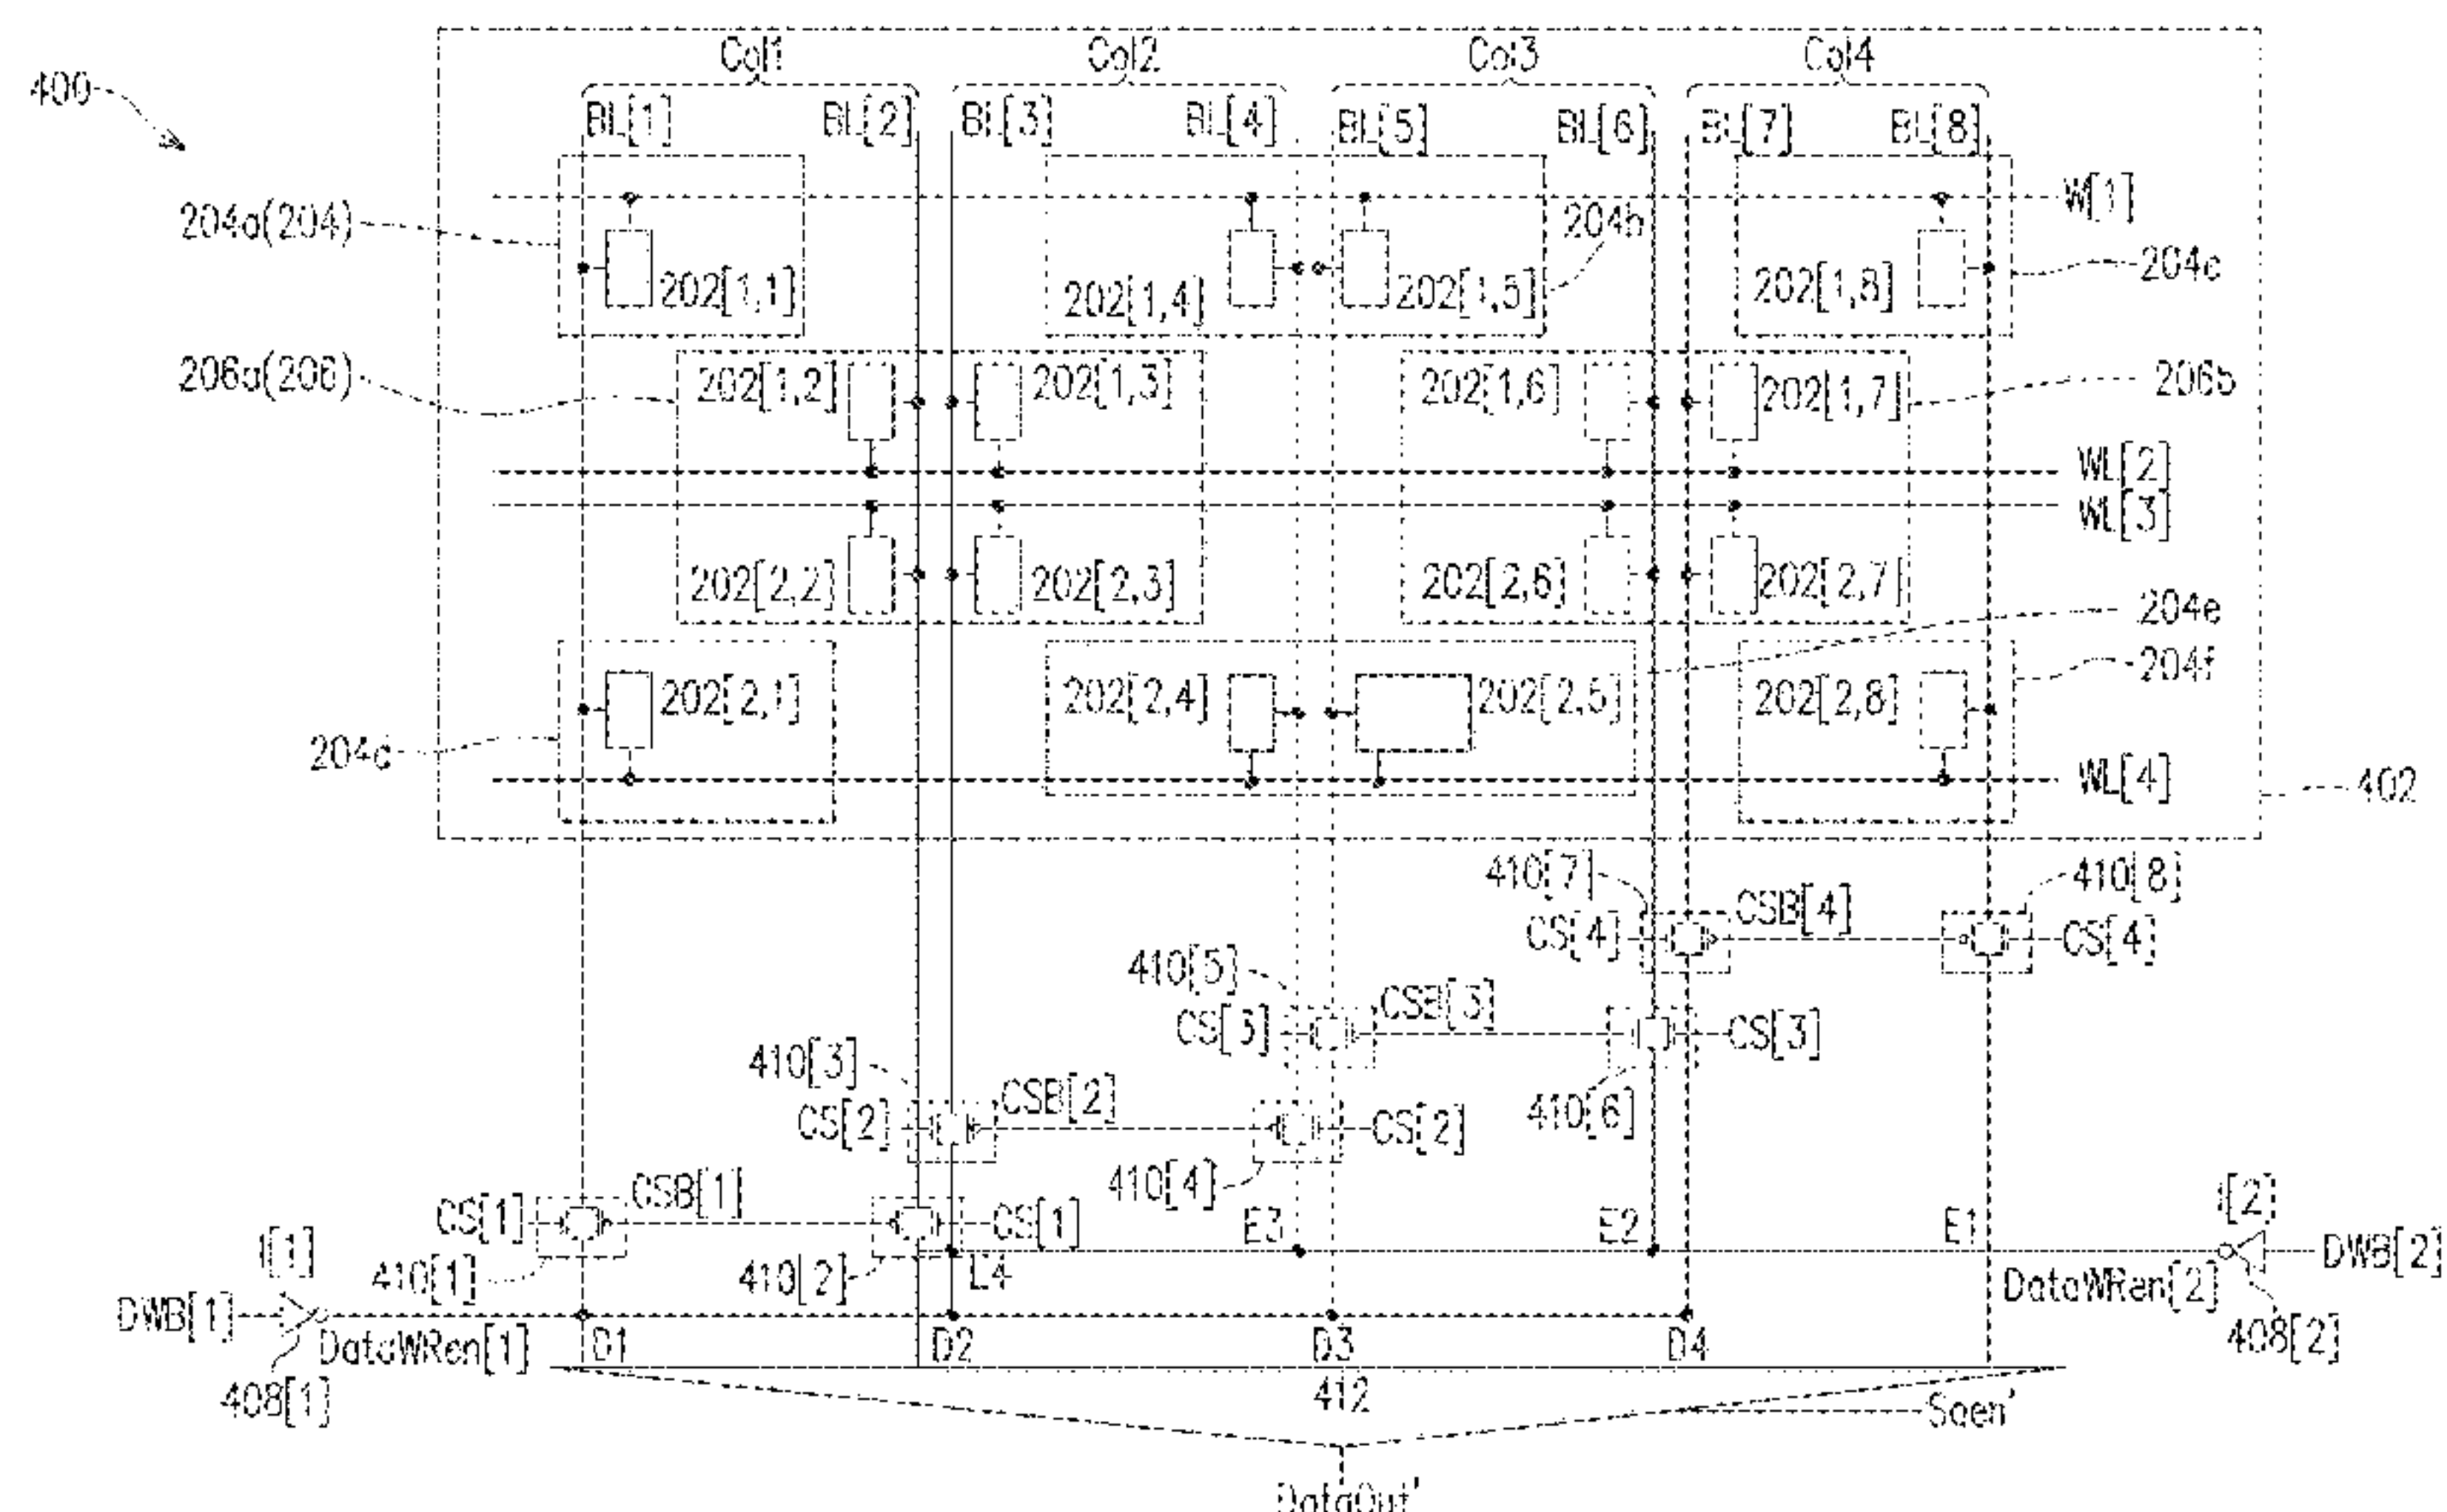 400
Col1 Col2 Col3 Col4
BL[1] BL[2] BL[3] BL[4] BL[5] BL[6] BL[7] BL[8]
W[1]
204a(204) 204b
202[1,1] 202[1,4] 202[1,5] 202[1,8] 204c
206a(206) 202[1,2] 202[1,3] 202[1,6] 202[1,7] 206b
WL[2]
WL[3]
202[2,2] 202[2,3] 202[2,6] 202[2,7]
204e
204f
202[2,1] 202[2,4] 202[2,5] 202[2,8]
204d
WL[4] 402
410[7] 410[8]
CS[4] CSB[4] CS[4]
410[5]
CS[3] CSB[3] CS[3]
410[3]
CS[2] CSB[2] CS[2] 410[6]
410[4]
CS[1] CSB[1] CS[1] E3 E2 E1 I[2]
I[1] 410[1] 410[2] L4 DWB[2]
DWB[1] DataWRen[2]
DataWRen[1] D1 D2 D3 D4 408[2]
408[1] 412 Saen'
DataOut'